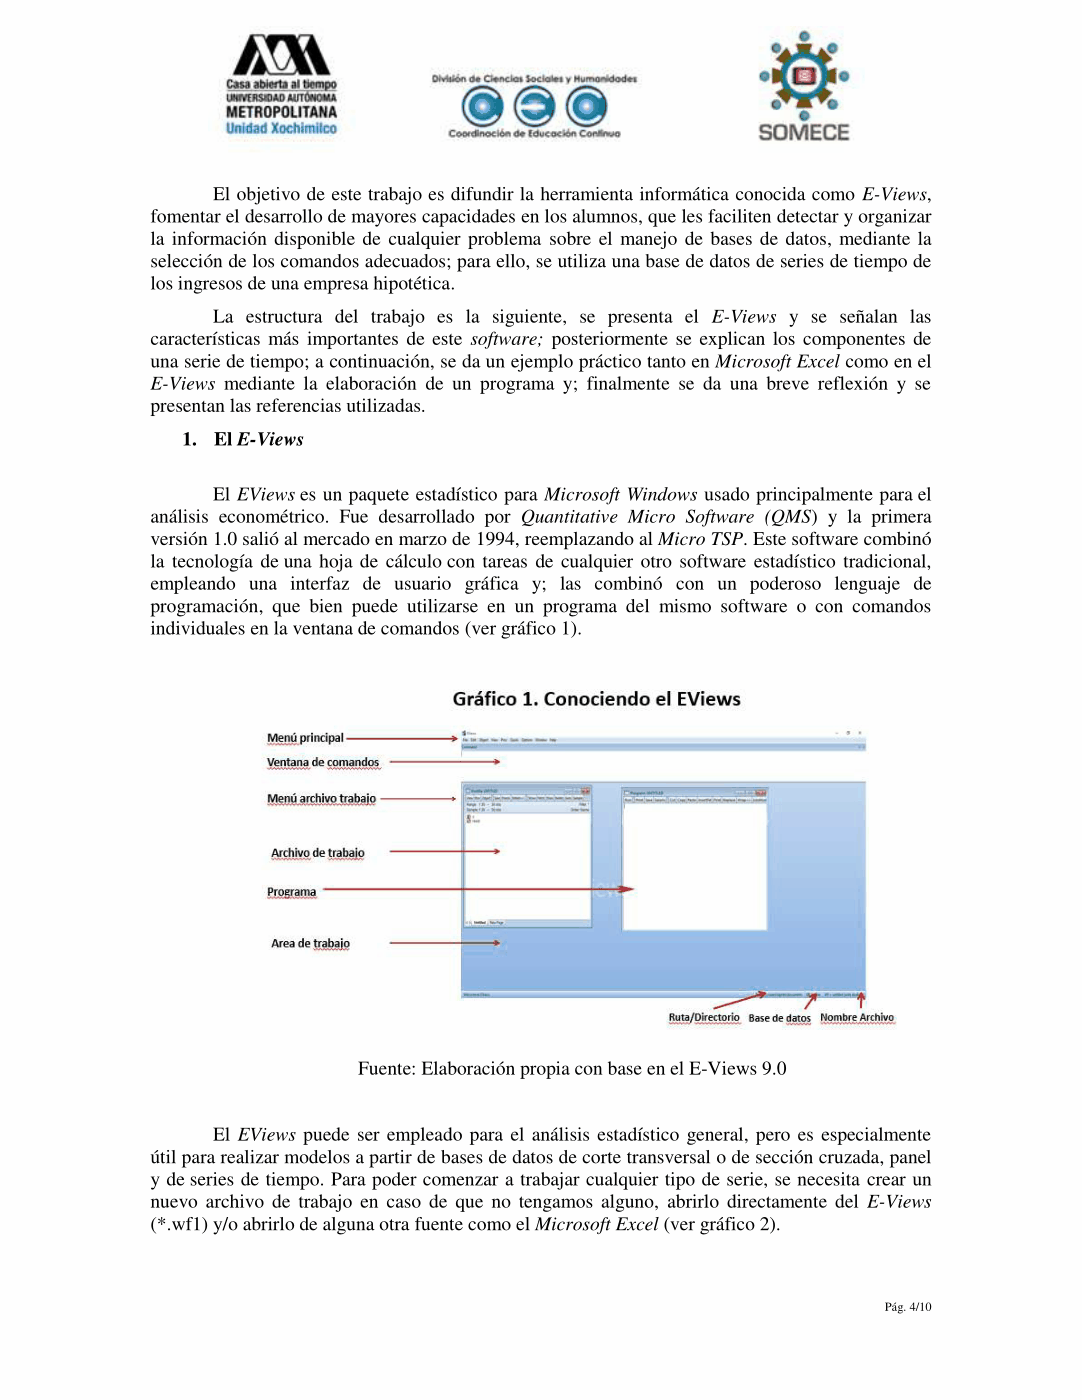 Casa abierta al tiempo
UNIVERSIDAD AUTÓNOMA
METROPOLITANA
Unidad Xochimilco
División de Ciencias Sociales y Humanidades
Coordinación de Educación Continua
SOMECE
El objetivo de este trabajo es difundir la herramienta informática conocida como E-Views,
fomentar el desarrollo de mayores capacidades en los alumnos, que les faciliten detectar y organizar
la información disponible de cualquier problema sobre el manejo de bases de datos, mediante la
selección de los comandos adecuados; para ello, se utiliza una base de datos de series de tiempo de
los ingresos de una empresa hipotética.
La estructura del trabajo es la siguiente, se presenta el E-Views y se señalan las
características más importantes de este software; posteriormente se explican los componentes de
una serie de tiempo; a continuación, se da un ejemplo práctico tanto en Microsoft Excel como en el
E-Views mediante la elaboración de un programa y; finalmente se da una breve reflexión y se
presentan las referencias utilizadas.
1. El E-Views
El EViews es un paquete estadístico para Microsoft Windows usado principalmente para el
análisis econométrico. Fue desarrollado por Quantitative Micro Software (QMS) y la primera
versión 1.0 salió al mercado en marzo de 1994, reemplazando al Micro TSP. Este software combinó
la tecnología de una hoja de cálculo con tareas de cualquier otro software estadístico tradicional,
empleando una interfaz de usuario gráfica y; las combinó con un poderoso lenguaje de
programación, que bien puede utilizarse en un programa del mismo software o con comandos
individuales en la ventana de comandos (ver gráfico 1).
Gráfico 1. Conociendo el EViews
Menú principal
Ventana de comandos
Menú archivo trabajo
Archivo de trabajo
Programa
Area de trabajo
Ruta/Directorio
Base de datos
Nombre Archivo
Fuente: Elaboración propia con base en el E-Views 9.0
El EViews puede ser empleado para el análisis estadístico general, pero es especialmente
útil para realizar modelos a partir de bases de datos de corte transversal o de sección cruzada, panel
y de series de tiempo. Para poder comenzar a trabajar cualquier tipo de serie, se necesita crear un
nuevo archivo de trabajo en caso de que no tengamos alguno, abrirlo directamente del E-Views
(*.wf1) y/o abrirlo de alguna otra fuente como el Microsoft Excel (ver gráfico 2).
Pág. 4/10